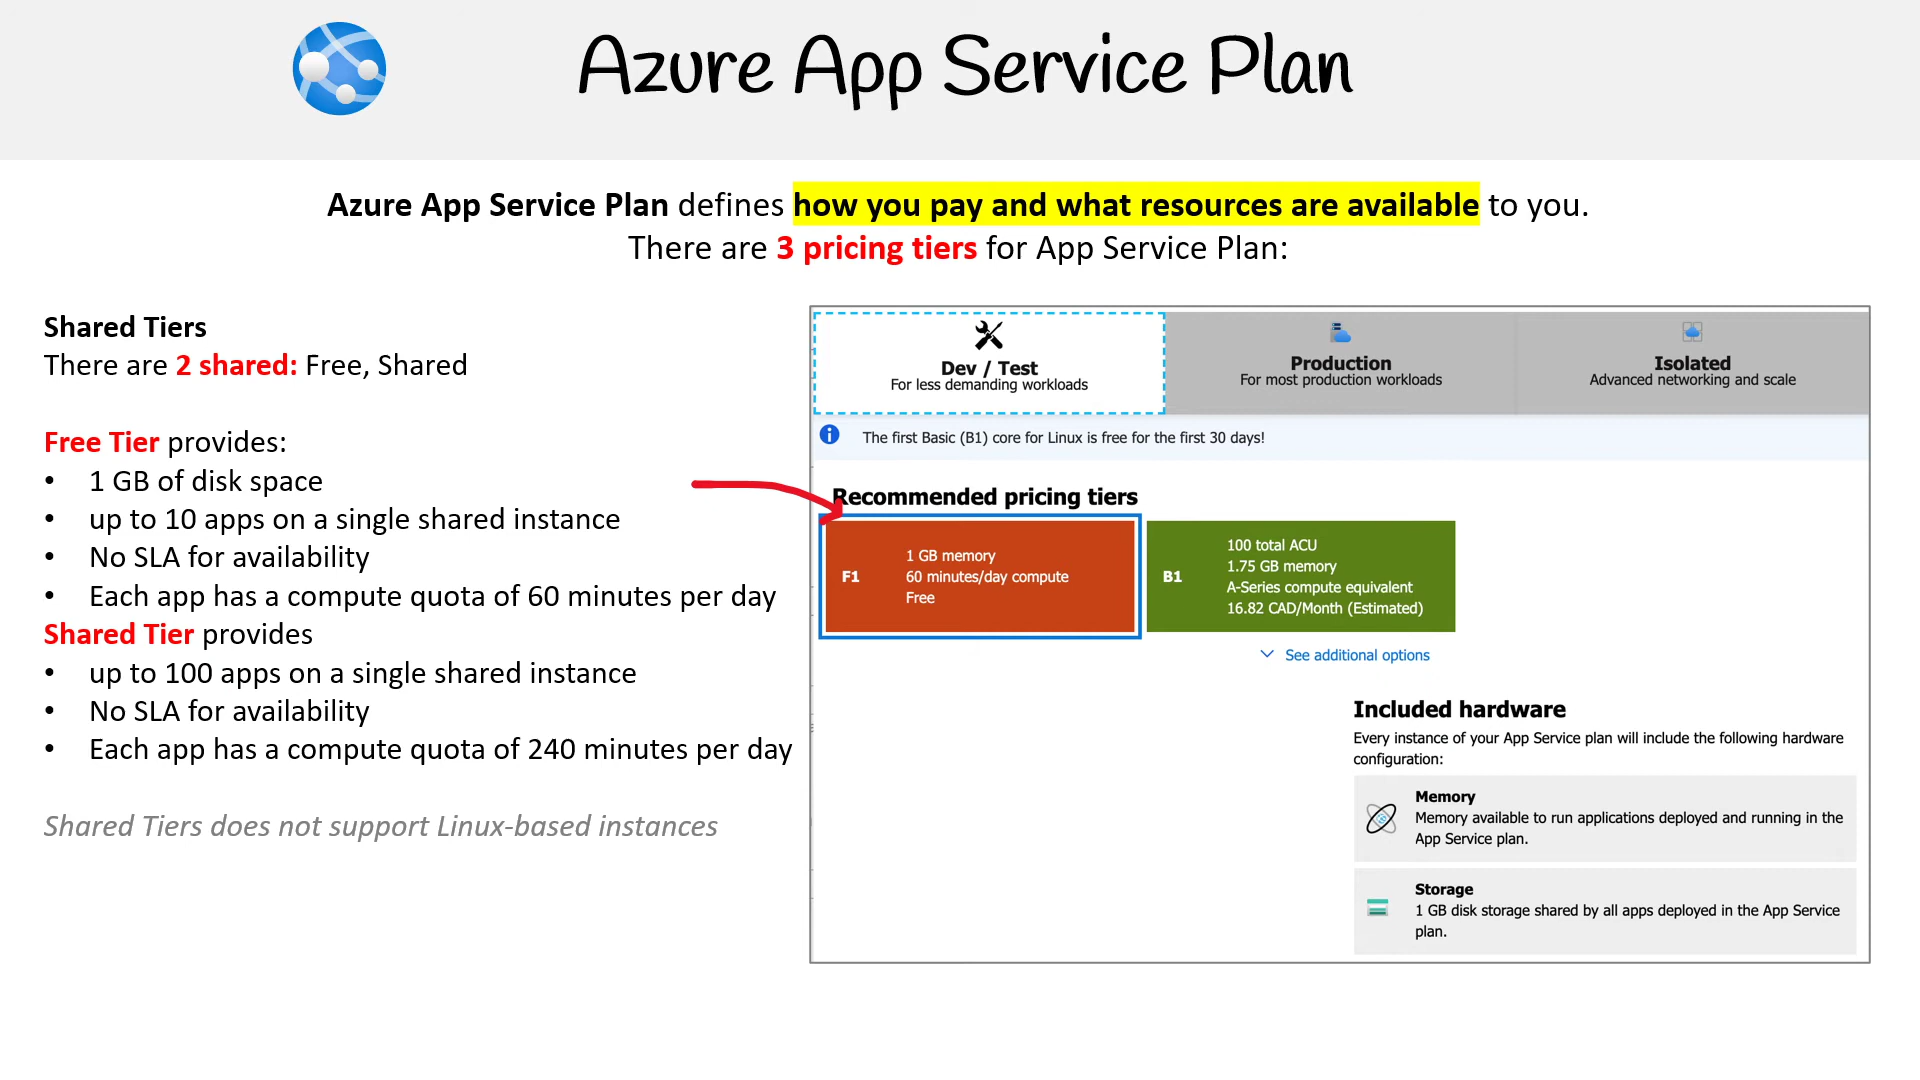 Azure App Service Plan
Azure App Service Plan defines how you pay and what resources are available to you.
There are 3 pricing tiers for App Service Plan:
Shared Tiers
There are 2 shared: Free, Shared
Free Tier provides:
• 1 GB of disk space
• up to 10 apps on a single shared instance
• No SLA for availability
• Each app has a compute quota of 60 minutes per day
Shared Tier provides
• up to 100 apps on a single shared instance
• No SLA for availability
• Each app has a compute quota of 240 minutes per day
Shared Tiers does not support Linux-based instances
Dev / Test
For less demanding workloads
Production
For most production workloads
Isolated
Advanced networking and scale
The first Basic (B1) core for Linux is free for the first 30 days!
Recommended pricing tiers
F1
1 GB memory
60 minutes/day compute
Free
B1
100 total ACU
1.75 GB memory
A-Series compute equivalent
16.82 CAD/Month (Estimated)
See additional options
Included hardware
Every instance of your App Service plan will include the following hardware
configuration:
Memory
Memory available to run applications deployed and running in the
App Service plan.
Storage
1 GB disk storage shared by all apps deployed in the App Service
plan.